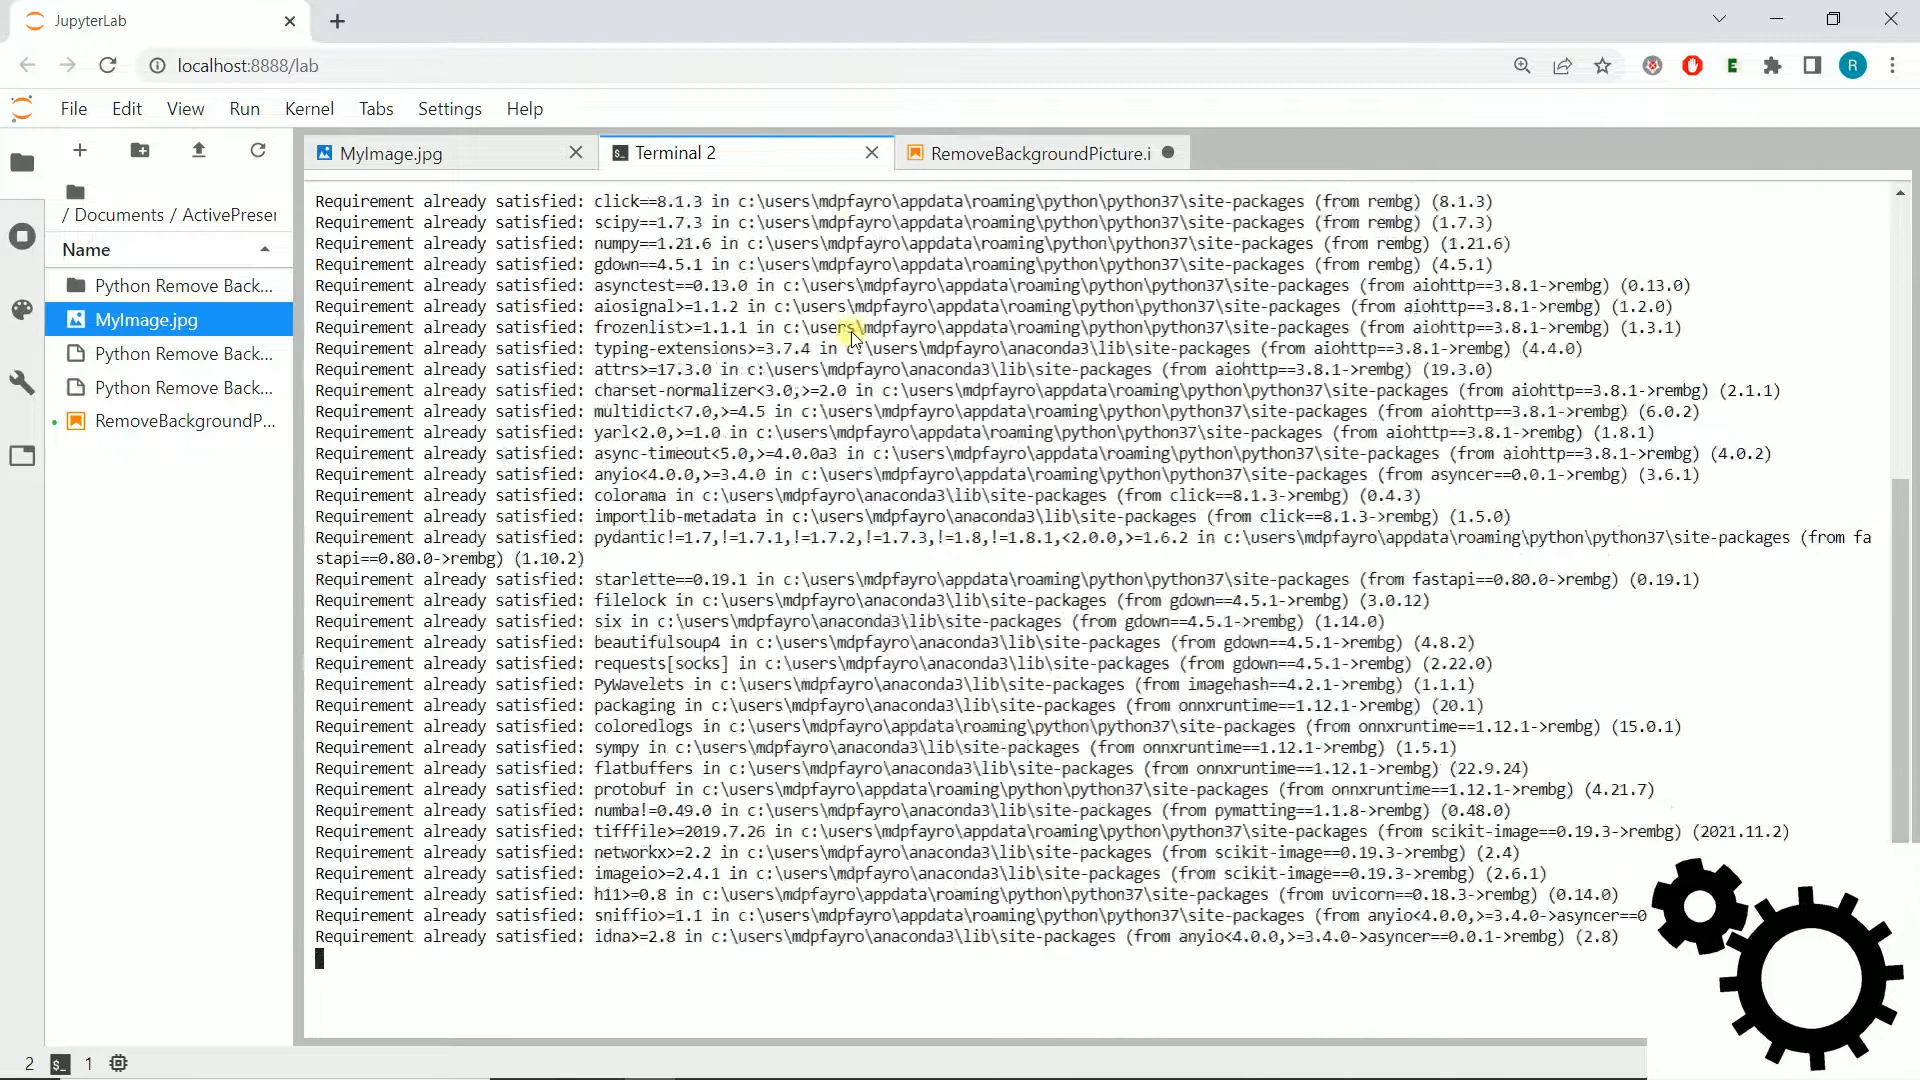 JupyterLab
localhost:8888/lab
R
File Edit View Run Kernel Tabs Settings Help
MyImage.jpg
Terminal 2
RemoveBackgroundPicture.i
/ Documents / ActivePreser
Name
Python Remove Back...
MyImage.jpg
Python Remove Back...
Python Remove Back...
RemoveBackgroundP...
Requirement already satisfied: click==8.1.3 in c:\users\mdpfayro\appdata\roaming\python\python37\site-packages (from rembg) (8.1.3)
Requirement already satisfied: scipy==1.7.3 in c:\users\mdpfayro\appdata\roaming\python\python37\site-packages (from rembg) (1.7.3)
Requirement already satisfied: numpy==1.21.6 in c:\users\mdpfayro\appdata\roaming\python\python37\site-packages (from rembg) (1.21.6)
Requirement already satisfied: gdown==4.5.1 in c:\users\mdpfayro\appdata\roaming\python\python37\site-packages (from rembg) (4.5.1)
Requirement already satisfied: asynctest==0.13.0 in c:\users\mdpfayro\appdata\roaming\python\python37\site-packages (from aiohttp==3.8.1->rembg) (0.13.0)
Requirement already satisfied: aiosignal>=1.1.2 in c:\users\mdpfayro\appdata\roaming\python\python37\site-packages (from aiohttp==3.8.1->rembg) (1.2.0)
Requirement already satisfied: frozenlist>=1.1.1 in c:\users\mdpfayro\appdata\roaming\python\python37\site-packages (from aiohttp==3.8.1->rembg) (1.3.1)
Requirement already satisfied: typing-extensions>=3.7.4 in c:\users\mdpfayro\anaconda3\lib\site-packages (from aiohttp==3.8.1->rembg) (4.4.0)
Requirement already satisfied: attrs>=17.3.0 in c:\users\mdpfayro\anaconda3\lib\site-packages (from aiohttp==3.8.1->rembg) (19.3.0)
Requirement already satisfied: charset-normalizer<3.0,>=2.0 in c:\users\mdpfayro\appdata\roaming\python\python37\site-packages (from aiohttp==3.8.1->rembg) (2.1.1)
Requirement already satisfied: multidict<7.0,>=4.5 in c:\users\mdpfayro\appdata\roaming\python\python37\site-packages (from aiohttp==3.8.1->rembg) (6.0.2)
Requirement already satisfied: yarl<2.0,>=1.0 in c:\users\mdpfayro\appdata\roaming\python\python37\site-packages (from aiohttp==3.8.1->rembg) (1.8.1)
Requirement already satisfied: async-timeout<5.0,>=4.0.0a3 in c:\users\mdpfayro\appdata\roaming\python\python37\site-packages (from aiohttp==3.8.1->rembg) (4.0.2)
Requirement already satisfied: anyio<4.0.0,>=3.4.0 in c:\users\mdpfayro\appdata\roaming\python\python37\site-packages (from asyncer==0.0.1->rembg) (3.6.1)
Requirement already satisfied: colorama in c:\users\mdpfayro\anaconda3\lib\site-packages (from click==8.1.3->rembg) (0.4.3)
Requirement already satisfied: importlib-metadata in c:\users\mdpfayro\anaconda3\lib\site-packages (from click==8.1.3->rembg) (1.5.0)
Requirement already satisfied: pydantic!=1.7,!=1.7.1,!=1.7.2,!=1.7.3,!=1.8,!=1.8.1,<2.0.0,>=1.6.2 in c:\users\mdpfayro\appdata\roaming\python\python37\site-packages (from fa
stapi==0.80.0->rembg) (1.10.2)
Requirement already satisfied: starlette==0.19.1 in c:\users\mdpfayro\appdata\roaming\python\python37\site-packages (from fastapi==0.80.0->rembg) (0.19.1)
Requirement already satisfied: filelock in c:\users\mdpfayro\anaconda3\lib\site-packages (from gdown==4.5.1->rembg) (3.0.12)
Requirement already satisfied: six in c:\users\mdpfayro\anaconda3\lib\site-packages (from gdown==4.5.1->rembg) (1.14.0)
Requirement already satisfied: beautifulsoup4 in c:\users\mdpfayro\anaconda3\lib\site-packages (from gdown==4.5.1->rembg) (4.8.2)
Requirement already satisfied: requests[socks] in c:\users\mdpfayro\anaconda3\lib\site-packages (from gdown==4.5.1->rembg) (2.22.0)
Requirement already satisfied: PyWavelets in c:\users\mdpfayro\anaconda3\lib\site-packages (from imagehash==4.2.1->rembg) (1.1.1)
Requirement already satisfied: packaging in c:\users\mdpfayro\anaconda3\lib\site-packages (from onnxruntime==1.12.1->rembg) (20.1)
Requirement already satisfied: coloredlogs in c:\users\mdpfayro\appdata\roaming\python\python37\site-packages (from onnxruntime==1.12.1->rembg) (15.0.1)
Requirement already satisfied: sympy in c:\users\mdpfayro\anaconda3\lib\site-packages (from onnxruntime==1.12.1->rembg) (1.5.1)
Requirement already satisfied: flatbuffers in c:\users\mdpfayro\anaconda3\lib\site-packages (from onnxruntime==1.12.1->rembg) (22.9.24)
Requirement already satisfied: protobuf in c:\users\mdpfayro\appdata\roaming\python\python37\site-packages (from onnxruntime==1.12.1->rembg) (4.21.7)
Requirement already satisfied: numba!=0.49.0 in c:\users\mdpfayro\anaconda3\lib\site-packages (from pymatting==1.1.8->rembg) (0.48.0)
Requirement already satisfied: tifffile>=2019.7.26 in c:\users\mdpfayro\appdata\roaming\python\python37\site-packages (from scikit-image==0.19.3->rembg) (2021.11.2)
Requirement already satisfied: networkx>=2.2 in c:\users\mdpfayro\anaconda3\lib\site-packages (from scikit-image==0.19.3->rembg) (2.4)
Requirement already satisfied: imageio>=2.4.1 in c:\users\mdpfayro\anaconda3\lib\site-packages (from scikit-image==0.19.3->rembg) (2.6.1)
Requirement already satisfied: h11>=0.8 in c:\users\mdpfayro\appdata\roaming\python\python37\site-packages (from uvicorn==0.18.3->rembg) (0.14.0)
Requirement already satisfied: sniffio>=1.1 in c:\users\mdpfayro\appdata\roaming\python\python37\site-packages (from anyio<4.0.0,>=3.4.0->asyncer==0
Requirement already satisfied: idna>=2.8 in c:\users\mdpfayro\anaconda3\lib\site-packages (from anyio<4.0.0,>=3.4.0->asyncer==0.0.1->rembg) (2.8)
2 $_ 1